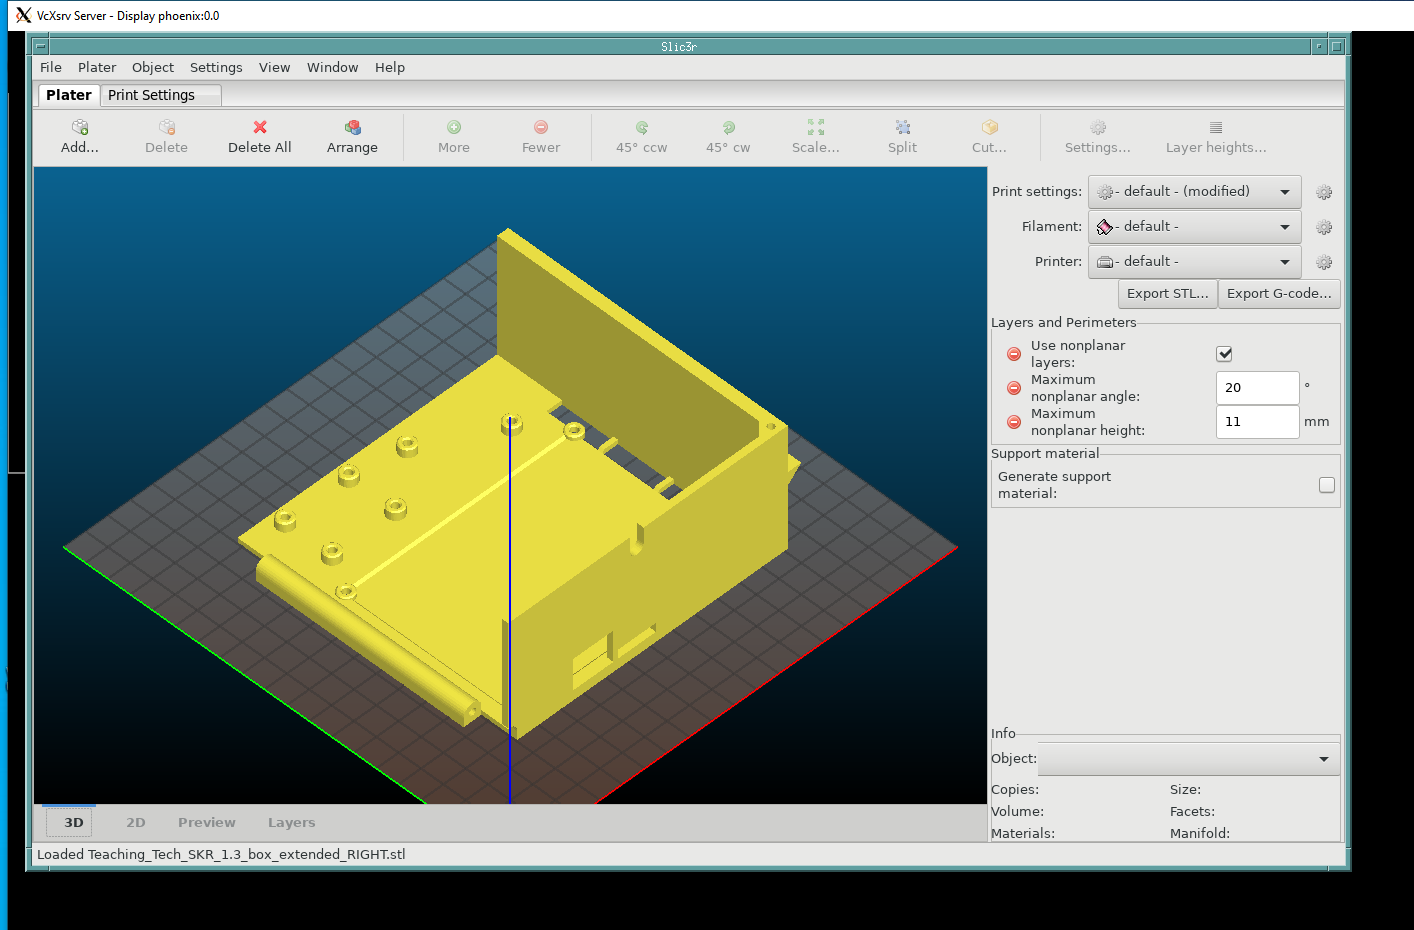 VcXsrv Server - Display phoenix:0.0
Slic3r
File Plater Object Settings View Window Help
Plater Print Settings
Add... Delete Delete All Arrange More Fewer 45° ccw 45° cw Scale... Split Cut... Settings... Layer heights...
Print settings: - default - (modified)
Filament: - default -
Printer: - default -
Export STL... Export G-code...
Layers and Perimeters
Use nonplanar
layers:
Maximum
nonplanar angle: 20 °
Maximum
nonplanar height: 11 mm
Support material
Generate support
material:
Info
Object:
Copies: Size:
Volume: Facets:
Materials: Manifold:
3D 2D Preview Layers
Loaded Teaching_Tech_SKR_1.3_box_extended_RIGHT.stl